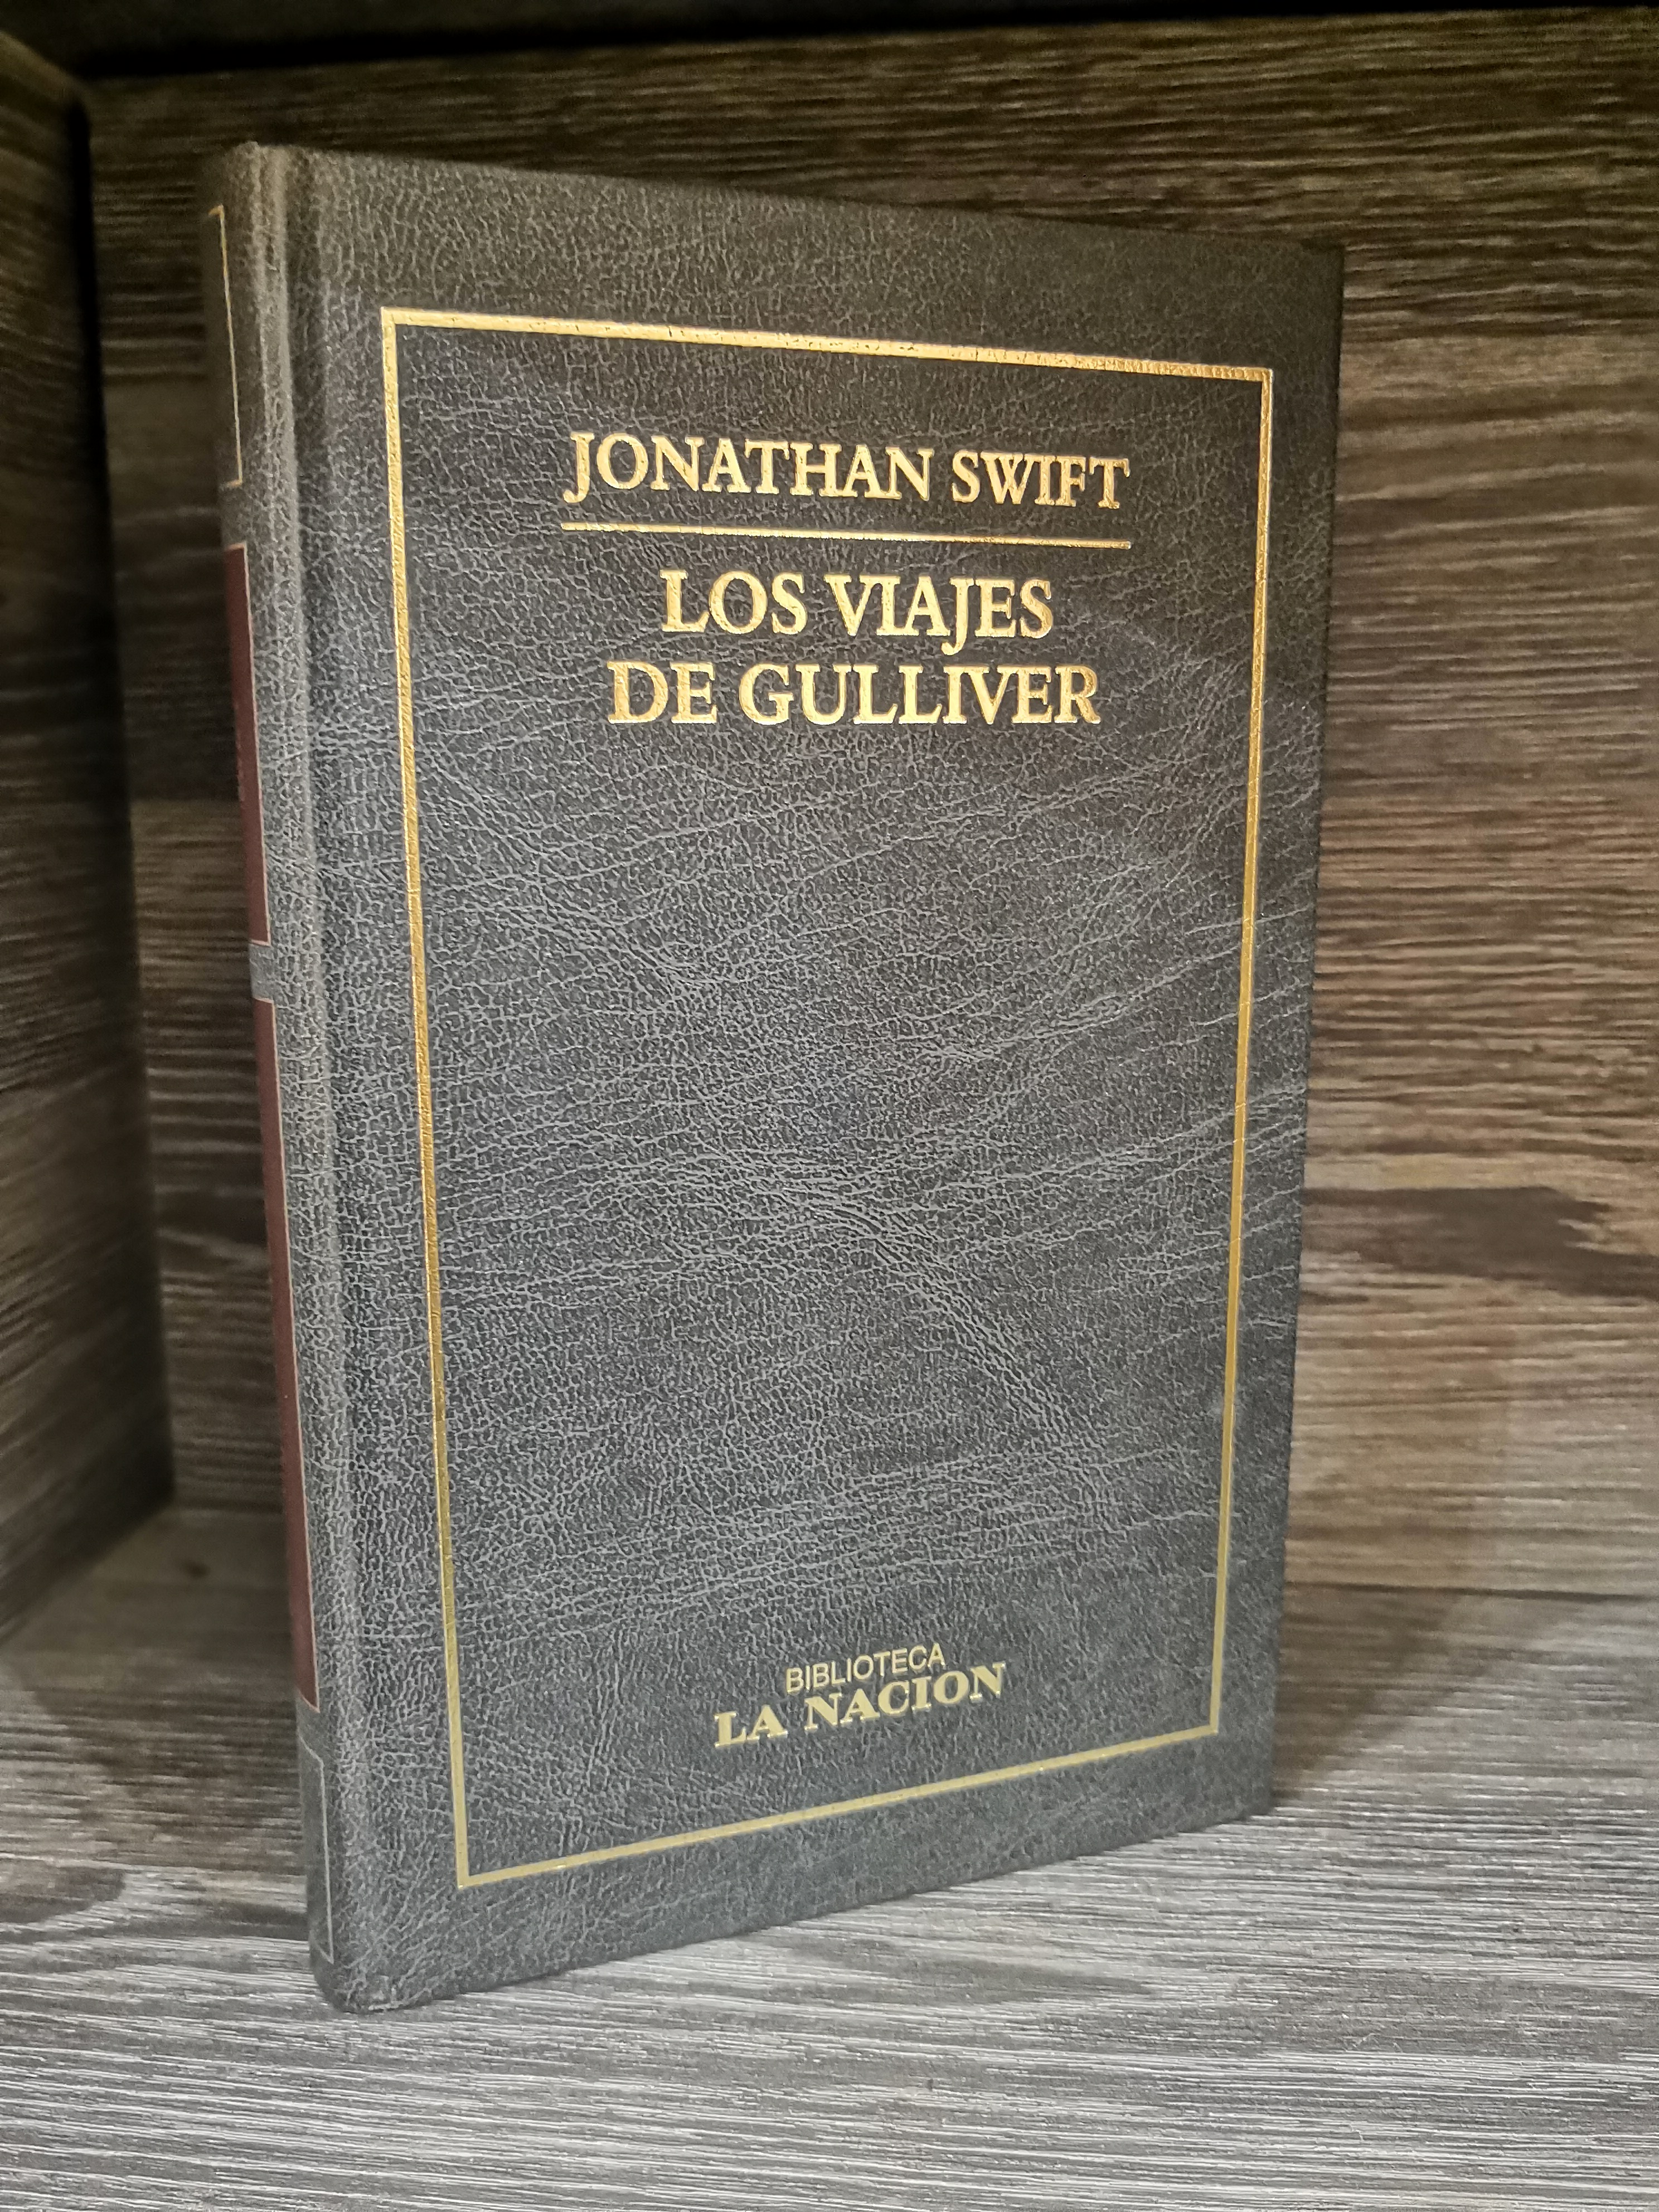 JONATHAN SWIFT
LOS VIAJES
DE GULLIVER
BIBLIOTECA
LA NACION